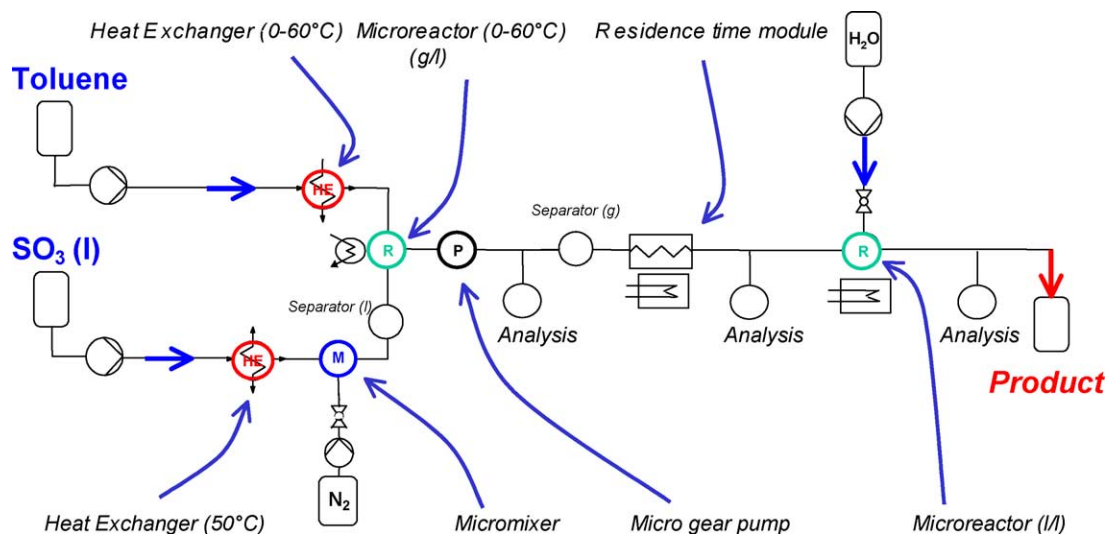 Heat Exchanger (0-60°C)
Microreactor (0-60°C)
(g/l)
Residence time module
H₂O
Toluene
HE
Separator (g)
SO₃ (l)
R
P
R
Separator (l)
Analysis
Analysis
Analysis
HE
M
Product
N₂
Heat Exchanger (50°C)
Micromixer
Micro gear pump
Microreactor (l/l)